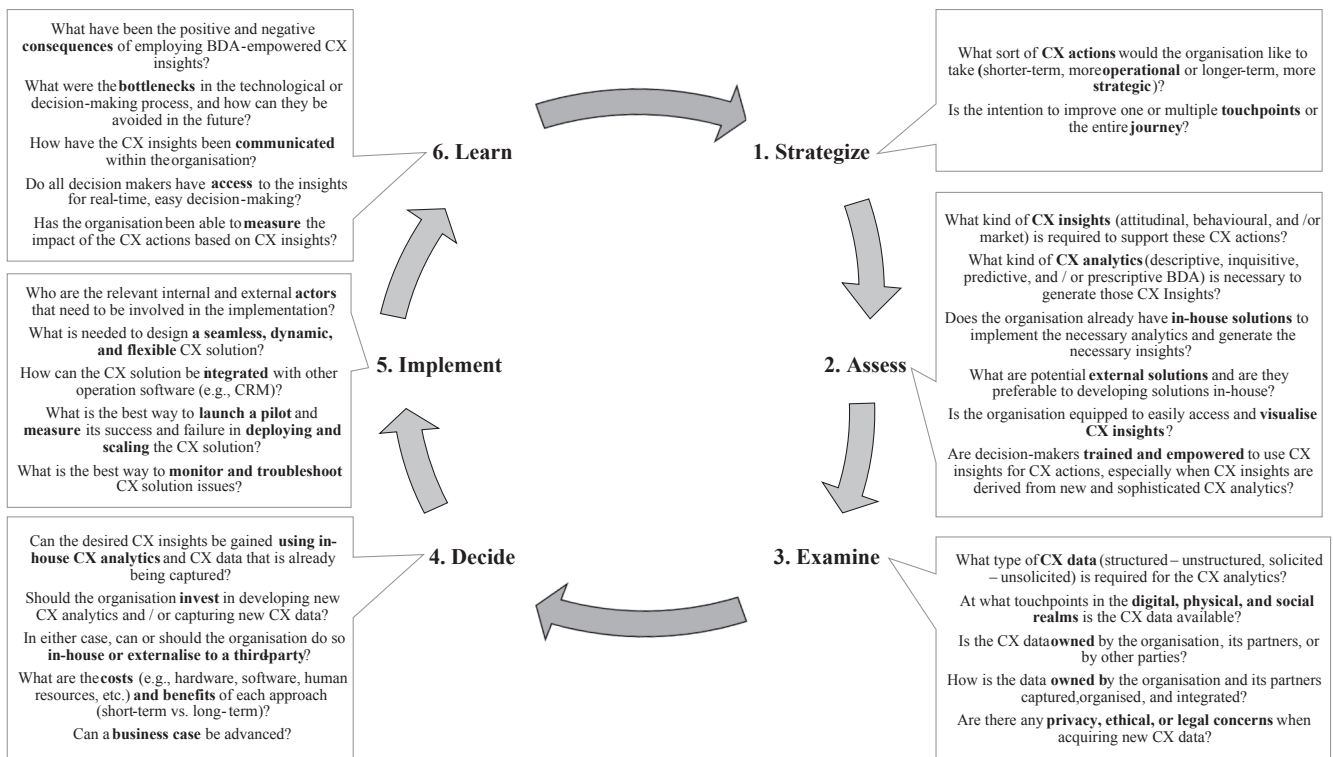 What have been the positive and negative
consequences of employing BDA-empowered CX
insights?
What were the bottlenecks in the technological or
decision-making process, and how can they be
avoided in the future?
How have the CX insights been communicated
within the organisation?
Do all decision makers have access to the insights
for real-time, easy decision-making?
Has the organisation been able to measure the
impact of the CX actions based on CX insights?
6. Learn
1. Strategize
What sort of CX actions would the organisation like to
take (shorter-term, more operational or longer-term, more
strategic)?
Is the intention to improve one or multiple touchpoints or
the entire journey?
What kind of CX insights (attitudinal, behavioural, and /or
market) is required to support these CX actions?
What kind of CX analytics (descriptive, inquisitive,
predictive, and / or prescriptive BDA) is necessary to
generate those CX Insights?
Does the organisation already have in-house solutions to
implement the necessary analytics and generate the
necessary insights?
What are potential external solutions and are they
preferable to developing solutions in-house?
Is the organisation equipped to easily access and visualise
CX insights?
Are decision-makers trained and empowered to use CX
insights for CX actions, especially when CX insights are
derived from new and sophisticated CX analytics?
2. Assess
Who are the relevant internal and external actors
that need to be involved in the implementation?
What is needed to design a seamless, dynamic,
and flexible CX solution?
How can the CX solution be integrated with other
operation software (e.g., CRM)?
What is the best way to launch a pilot and
measure its success and failure in deploying and
scaling the CX solution?
What is the best way to monitor and troubleshoot
CX solution issues?
5. Implement
Can the desired CX insights be gained using in-
house CX analytics and CX data that is already
being captured?
Should the organisation invest in developing new
CX analytics and / or capturing new CX data?
In either case, can or should the organisation do so
in-house or externalise to a third-party?
What are the costs (e.g., hardware, software, human
resources, etc.) and benefits of each approach
(short-term vs. long-term)?
Can a business case be advanced?
4. Decide
3. Examine
What type of CX data (structured – unstructured, solicited
– unsolicited) is required for the CX analytics?
At what touchpoints in the digital, physical, and social
realms is the CX data available?
Is the CX data owned by the organisation, its partners, or
by other parties?
How is the data owned by the organisation and its partners
captured,organised, and integrated?
Are there any privacy, ethical, or legal concerns when
acquiring new CX data?